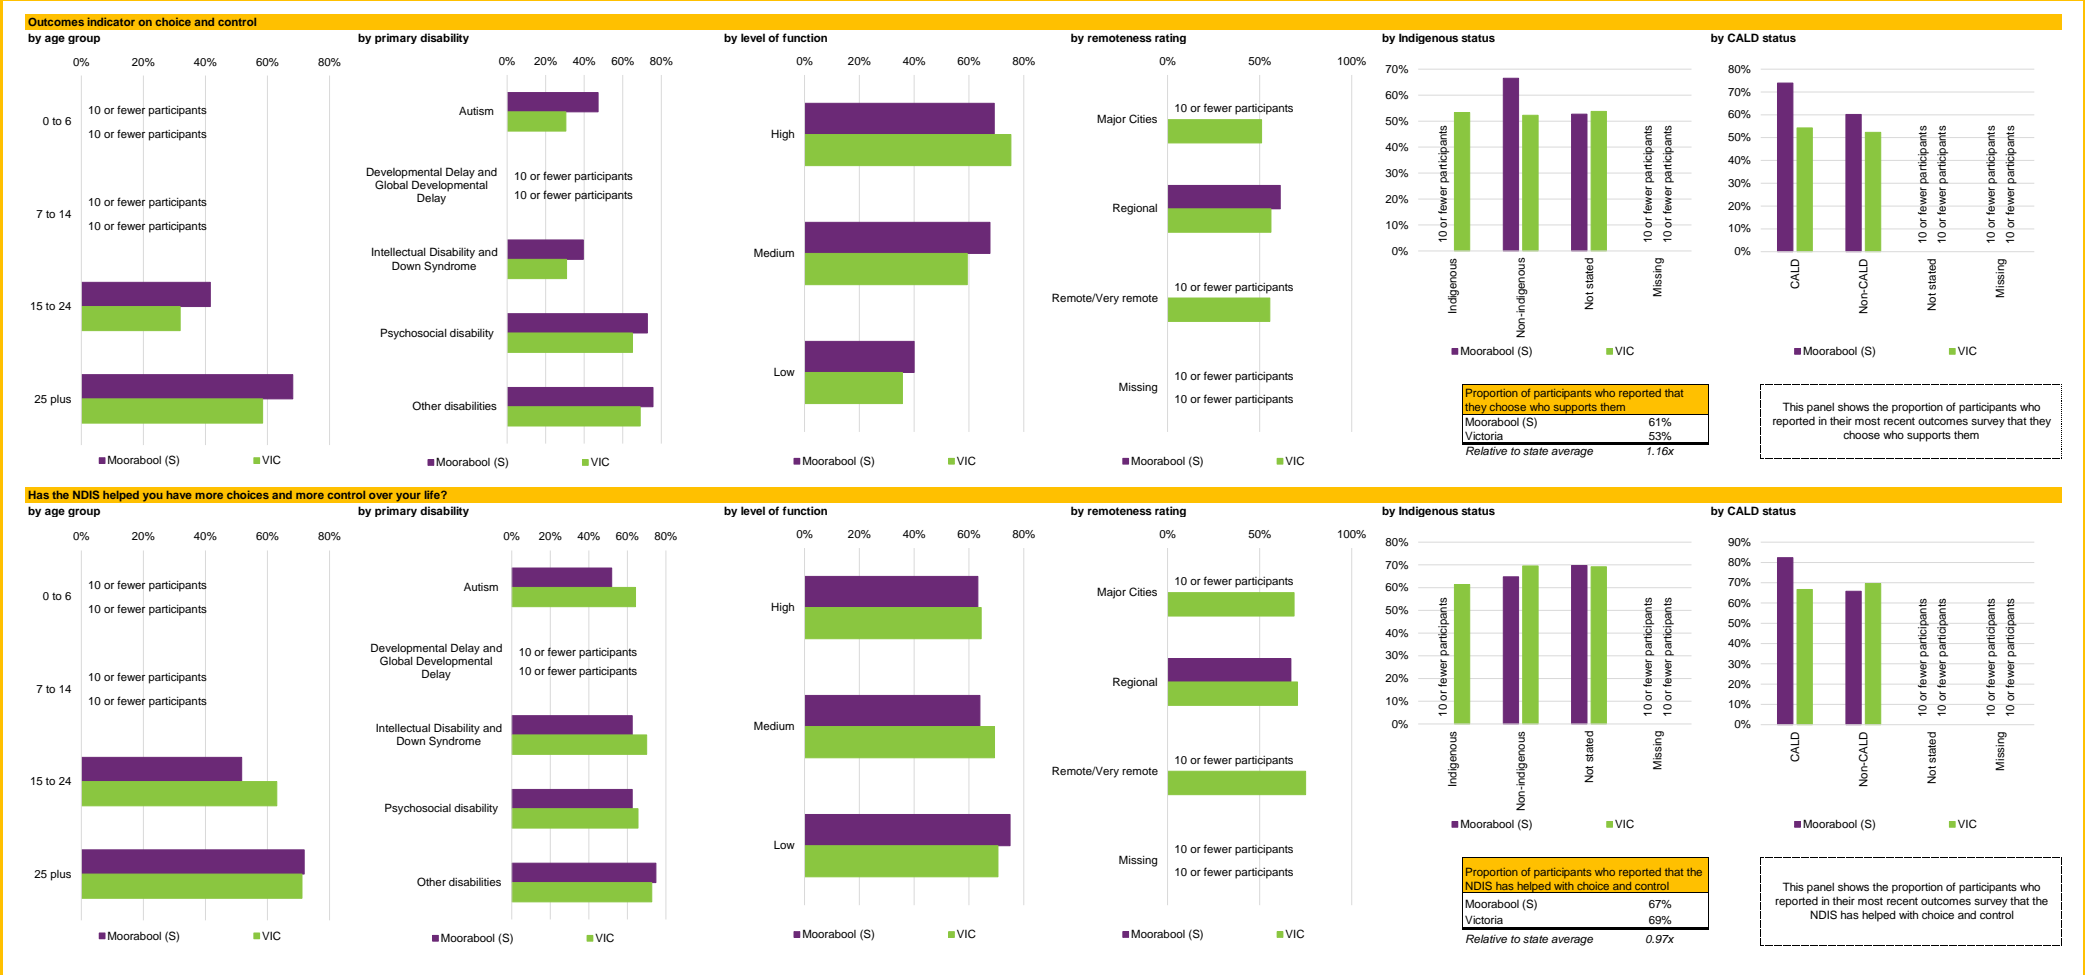 Outcomes indicator on choice and control
by age group
0% 20% 40% 60% 80%
0 to 6
10 or fewer participants
10 or fewer participants
7 to 14
10 or fewer participants
10 or fewer participants
15 to 24
25 plus
Moorabool (S) VIC
by primary disability
0% 20% 40% 60% 80%
Autism
Developmental Delay and
Global Developmental
Delay
10 or fewer participants
10 or fewer participants
Intellectual Disability and
Down Syndrome
Psychosocial disability
Other disabilities
Moorabool (S) VIC
by level of function
0% 20% 40% 60% 80%
High
Medium
Low
Moorabool (S) VIC
by remoteness rating
0% 50% 100%
Major Cities
10 or fewer participants
Regional
Remote/Very remote
10 or fewer participants
Missing
10 or fewer participants
10 or fewer participants
Moorabool (S) VIC
by Indigenous status
70%
60%
50%
40%
30%
20%
10%
0%
10 or fewer participants
10 or fewer participants
10 or fewer participants
Indigenous
Non-indigenous
Not stated
Missing
Moorabool (S) VIC
by CALD status
80%
70%
60%
50%
40%
30%
20%
10%
0%
10 or fewer participants
10 or fewer participants
10 or fewer participants
10 or fewer participants
CALD
Non-CALD
Not stated
Missing
Moorabool (S) VIC
Proportion of participants who reported that
they choose who supports them
Moorabool (S) 61%
Victoria 53%
Relative to state average 1.16x
This panel shows the proportion of participants who
reported in their most recent outcomes survey that they
choose who supports them
Has the NDIS helped you have more choices and more control over your life?
by age group
0% 20% 40% 60% 80%
0 to 6
10 or fewer participants
10 or fewer participants
7 to 14
10 or fewer participants
10 or fewer participants
15 to 24
25 plus
Moorabool (S) VIC
by primary disability
0% 20% 40% 60% 80%
Autism
Developmental Delay and
Global Developmental
Delay
10 or fewer participants
10 or fewer participants
Intellectual Disability and
Down Syndrome
Psychosocial disability
Other disabilities
Moorabool (S) VIC
by level of function
0% 20% 40% 60% 80%
High
Medium
Low
Moorabool (S) VIC
by remoteness rating
0% 50% 100%
Major Cities
10 or fewer participants
Regional
Remote/Very remote
10 or fewer participants
Missing
10 or fewer participants
10 or fewer participants
Moorabool (S) VIC
by Indigenous status
80%
70%
60%
50%
40%
30%
20%
10%
0%
10 or fewer participants
10 or fewer participants
10 or fewer participants
Indigenous
Non-indigenous
Not stated
Missing
Moorabool (S) VIC
by CALD status
90%
80%
70%
60%
50%
40%
30%
20%
10%
0%
10 or fewer participants
10 or fewer participants
10 or fewer participants
10 or fewer participants
CALD
Non-CALD
Not stated
Missing
Moorabool (S) VIC
Proportion of participants who reported that the
NDIS has helped with choice and control
Moorabool (S) 67%
Victoria 69%
Relative to state average 0.97x
This panel shows the proportion of participants who
reported in their most recent outcomes survey that the
NDIS has helped with choice and control